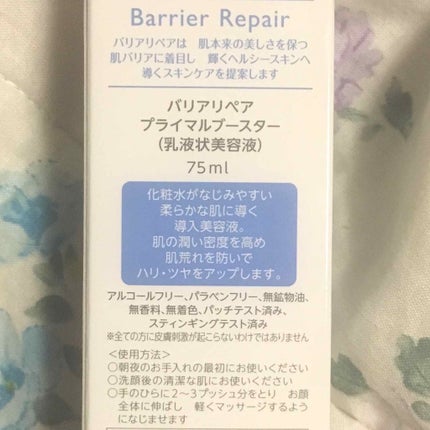 Barrier Repair
バリアリペアは 肌本来の美しさを保つ
肌バリアに着目し 輝くヘルシースキンへ
導くスキンケアを提案します
バリアリペア
プライマルブースター
(乳液状美容液)
75ml
化粧水がなじみやすい
柔らかな肌に導く
導入美容液。
肌の潤い密度を高め
肌荒れを防いで
ハリ・ツヤをアップします。
アルコールフリー、パラベンフリー、無鉱物油、
無香料、無着色、パッチテスト済み、
スティンギングテスト済み
※全ての方に皮膚刺激が起こらないわけではありません
<使用方法>
○朝夜のお手入れの最初にお使いください
○洗顔後の清潔な肌にお使いください
○手のひらに2～3プッシュ分をとり お顔
全体に伸ばし 軽くマッサージするよう
になじませます